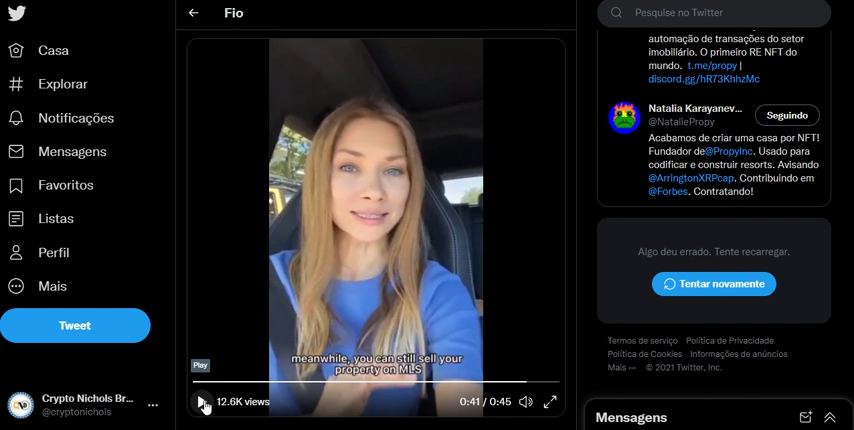 Casa
Explorar
Notificações
Mensagens
Favoritos
Listas
Perfil
Mais
Tweet
Crypto Nichols Br...
@cryptonichols
Fio
meanwhile, you can still sell your
property on MLS
Play
12.6K views
0:41 / 0:45
Pesquise no Twitter
automação de transações do setor
imobiliário. O primeiro RE NFT do
mundo. t.me/propy |
discord.gg/hR73KhhzMc
Natalia Karayanev...
@NataliePropy
Seguindo
Acabamos de criar uma casa por NFT!
Fundador de@PropyInc. Usado para
codificar e construir resorts. Avisando
@ArringtonXRPcap. Contribuindo em
@Forbes. Contratando!
Algo deu errado. Tente recarregar.
Tentar novamente
Termos de serviço Política de Privacidade
Política de Cookies Informações de anúncios
Mais ··· © 2021 Twitter, Inc.
Mensagens